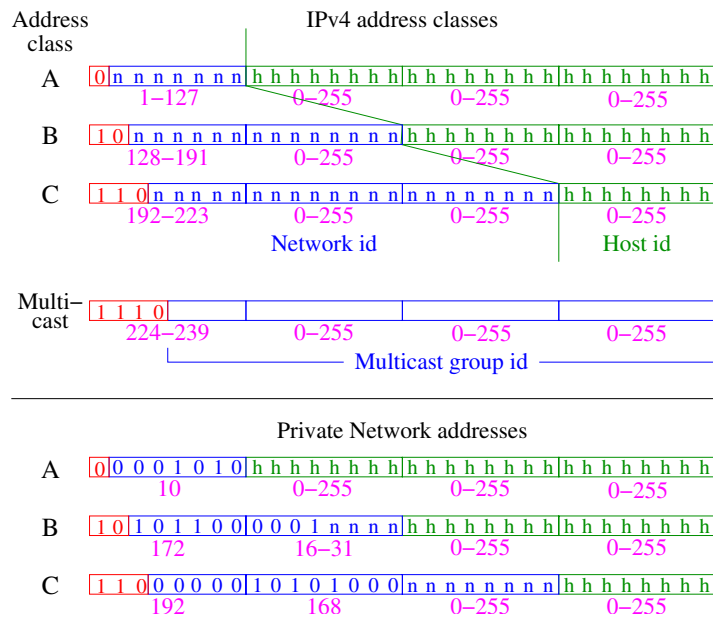 Address class IPv4 address classes
A 0 n n n n n n n h h h h h h h h h h h h h h h h h h h h h h h h
1–127 0–255 0–255 0–255
B 1 0 n n n n n n n n n n n n n n h h h h h h h h h h h h h h h h
128–191 0–255 0–255 0–255
C 1 1 0 n n n n n n n n n n n n n n n n n n n n n h h h h h h h h
192–223 0–255 0–255 0–255
Network id Host id
Multi–
cast 1 1 1 0
224–239 0–255 0–255 0–255
Multicast group id
Private Network addresses
A 0 0 0 0 1 0 1 0 h h h h h h h h h h h h h h h h h h h h h h h h
10 0–255 0–255 0–255
B 1 0 1 0 1 1 0 0 0 0 0 1 n n n n h h h h h h h h h h h h h h h h
172 16–31 0–255 0–255
C 1 1 0 0 0 0 0 0 1 0 1 0 1 0 0 0 n n n n n n n n h h h h h h h h
192 168 0–255 0–255